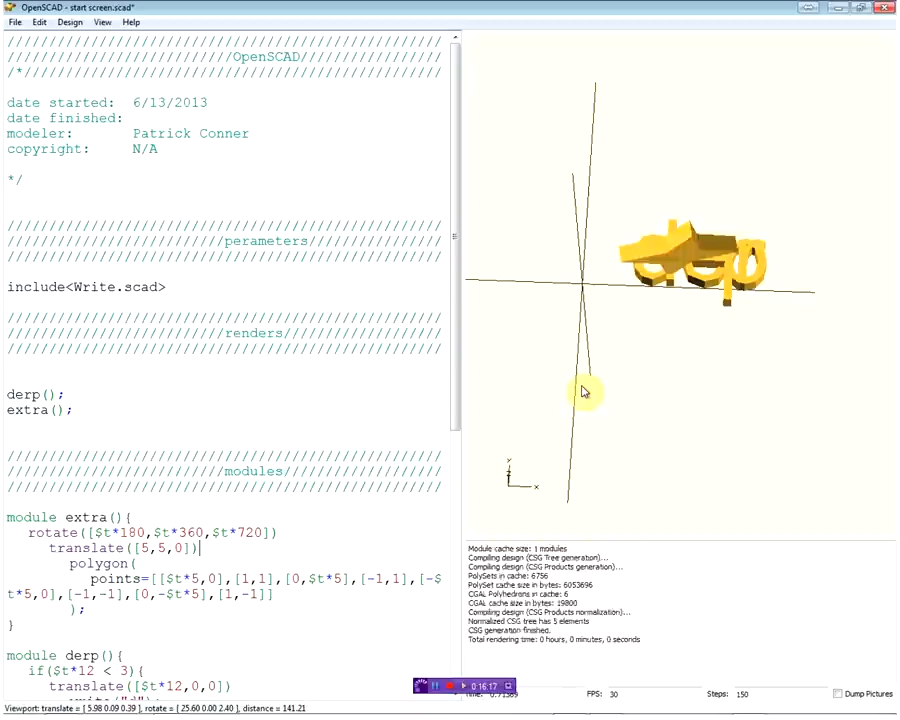 OpenSCAD - start screen.scad*
File Edit Design View Help
////////////////////////////////////////////////////
///////////////////////////OpenSCAD/////////////////
/*//////////////////////////////////////////////////
date started: 6/13/2013
date finished:
modeler: Patrick Conner
copyright: N/A
*/
////////////////////////////////////////////////////
//////////////////////////perameters////////////////
////////////////////////////////////////////////////
include<Write.scad>
////////////////////////////////////////////////////
//////////////////////////renders///////////////////
////////////////////////////////////////////////////
derp();
extra();
////////////////////////////////////////////////////
//////////////////////////modules///////////////////
////////////////////////////////////////////////////
module extra(){
rotate([$t*180,$t*360,$t*720])
translate([5,5,0])
polygon(
points=[[$t*5,0],[1,1],[0,$t*5],[-1,1],[-$
t*5,0],[-1,-1],[0,-$t*5],[1,-1]]
);
}
module derp(){
if($t*12 < 3){
translate([$t*12,0,0])
Y
Z
X
Module cache size: 1 modules
Compiling design (CSG Tree generation)...
Compiling design (CSG Products generation)...
PolySets in cache: 6756
PolySet cache size in bytes: 6053696
CGAL Polyhedrons in cache: 6
CGAL cache size in bytes: 19800
Compiling design (CSG Products normalization)...
Normalized CSG tree has 5 elements
CSG generation finished.
Total rendering time: 0 hours, 0 minutes, 0 seconds
0:16:17
Time: FPS: 30 Steps: 150 Dump Pictures
Viewport: translate = [ 5.98 0.09 0.39 ], rotate = [ 25.60 0.00 2.40 ], distance = 141.21